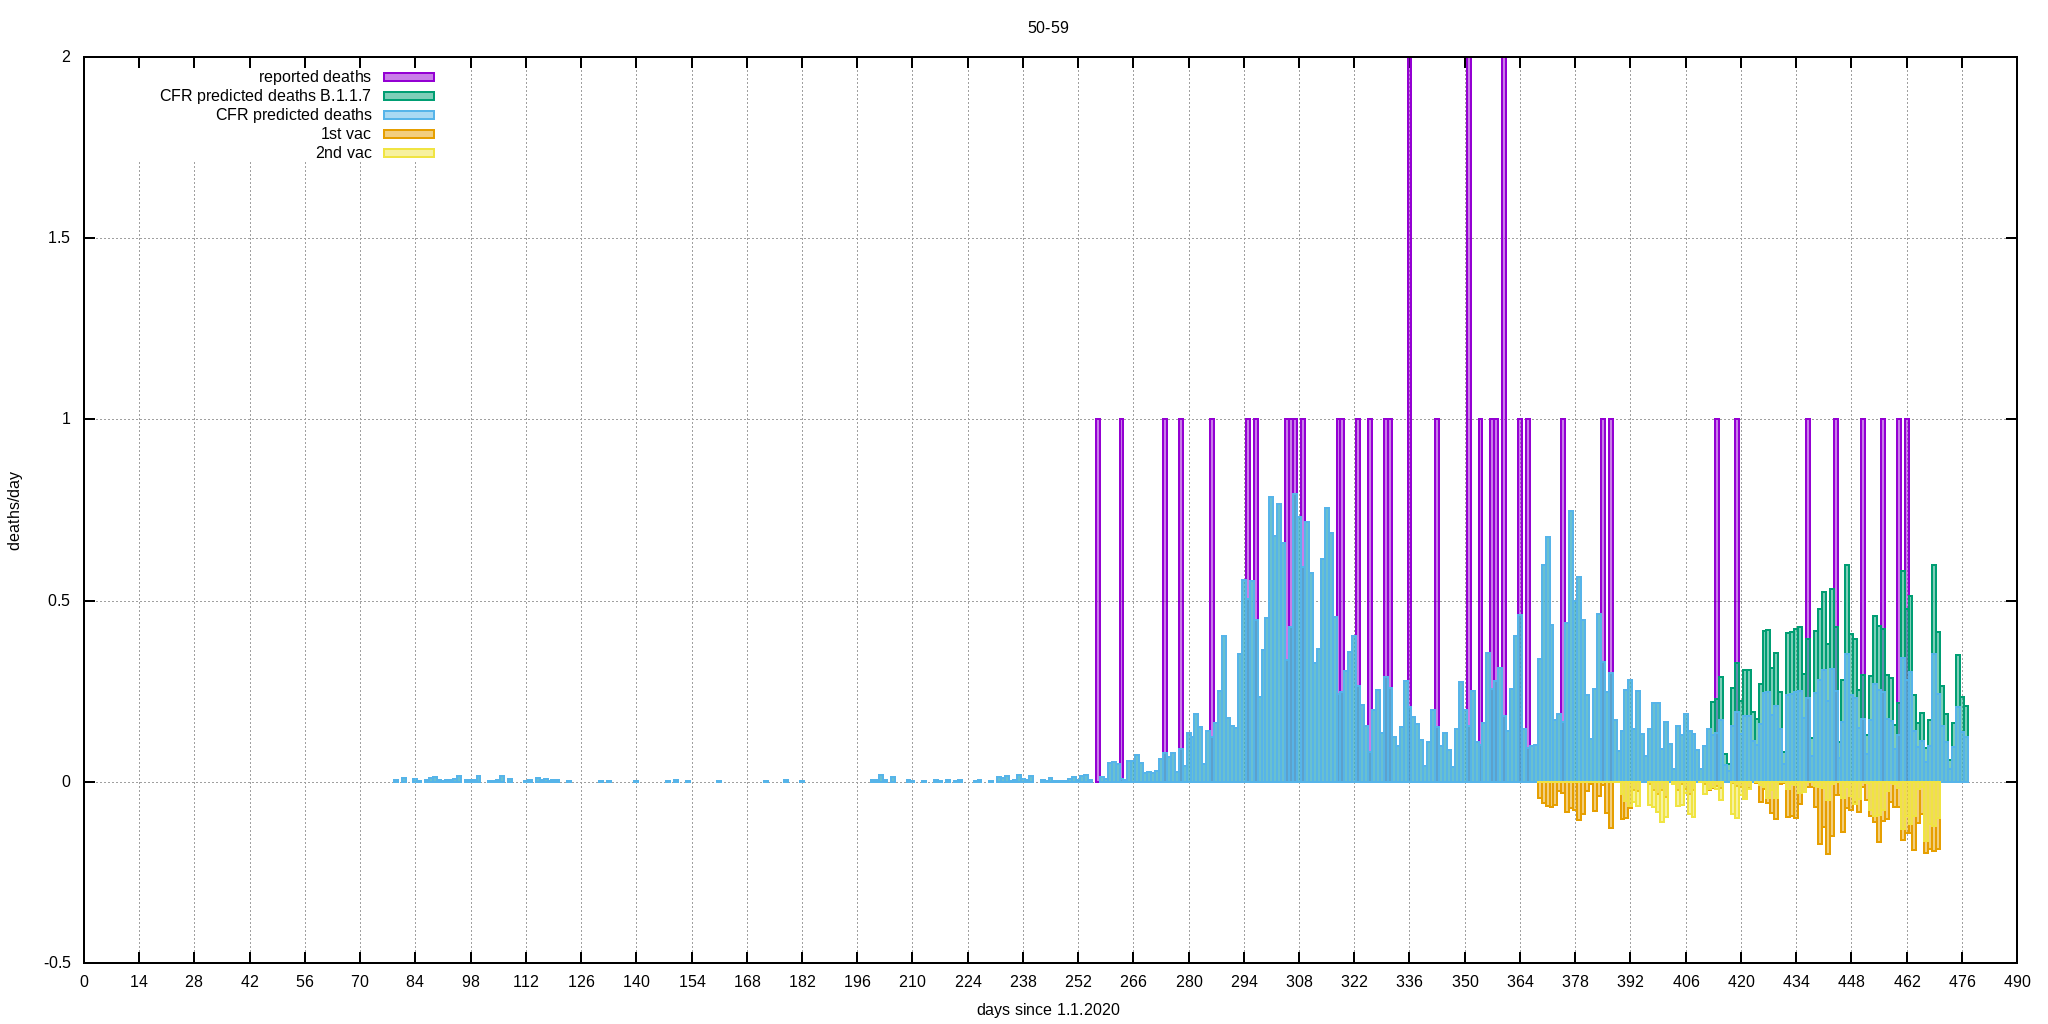 50-59
2
reported deaths
CFR predicted deaths B.1.1.7
CFR predicted deaths
1st vac
2nd vac
1.5
1
deaths/day
0.5
0
-0.5
0 14 28 42 56 70 84 98 112 126 140 154 168 182 196 210 224 238 252 266 280 294 308 322 336 350 364 378 392 406 420 434 448 462 476 490
days since 1.1.2020